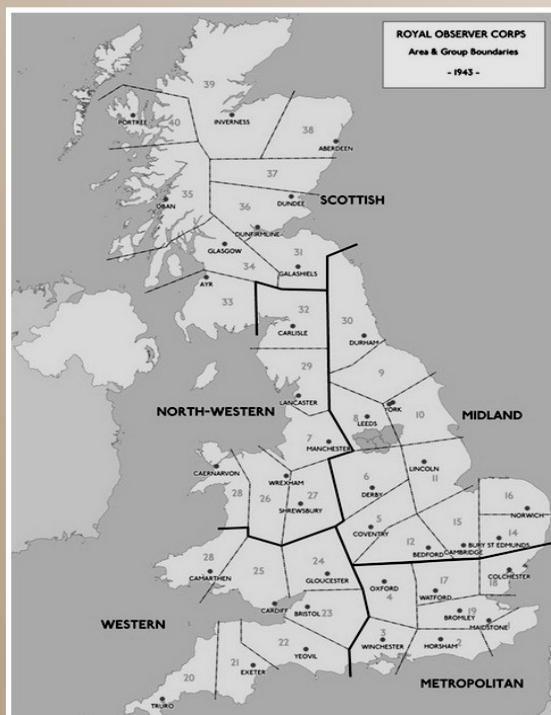 ROYAL OBSERVER CORPS
Area & Group Boundaries
- 1943 -
39
40
PORTREE
INVERNESS
38
ABERDEEN
37
35
OBAN
36
DUNDEE
SCOTTISH
DUNFIRMLINE
GLASGOW
31
34
GALASHIELS
AYR
33
32
30
CARLISLE
DURHAM
29
9
LANCASTER
YORK
NORTH-WESTERN
8
LEEDS
10
MIDLAND
7
MANCHESTER
CAERNARVON
WREXHAM
LINCOLN
28
26
27
SHREWSBURY
6
DERBY
11
16
NORWICH
5
COVENTRY
15
14
12
BEDFORD
CAMBRIDGE
BURY ST EDMUNDS
28
CAMARTHEN
25
24
GLOUCESTER
OXFORD
4
17
WATFORD
18
COLCHESTER
CARDIFF
BRISTOL
23
19
BROMLEY
MAIDSTONE
1
WESTERN
22
YEOVIL
3
WINCHESTER
HORSHAM
2
21
EXETER
20
TRURO
METROPOLITAN